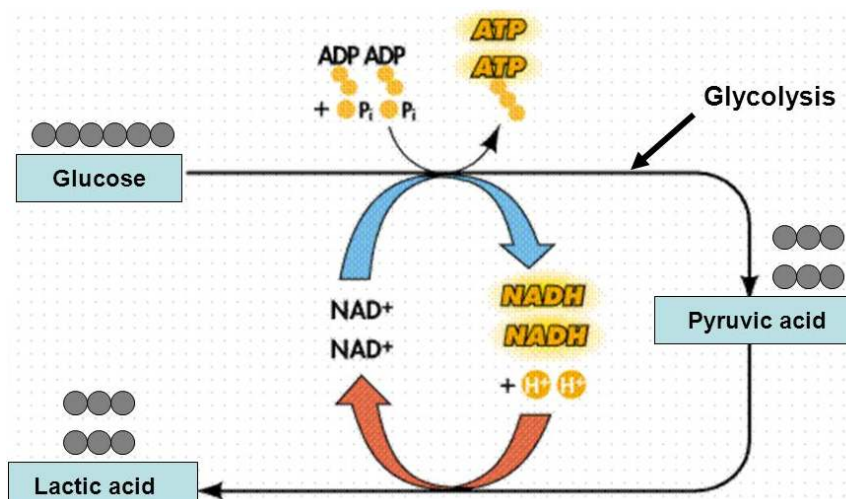 ATP
ADP ADP
ATP
+ Pi Pi
Glycolysis
Glucose
NADH
NAD+
NADH
Pyruvic acid
NAD+
+ H+ H+
Lactic acid